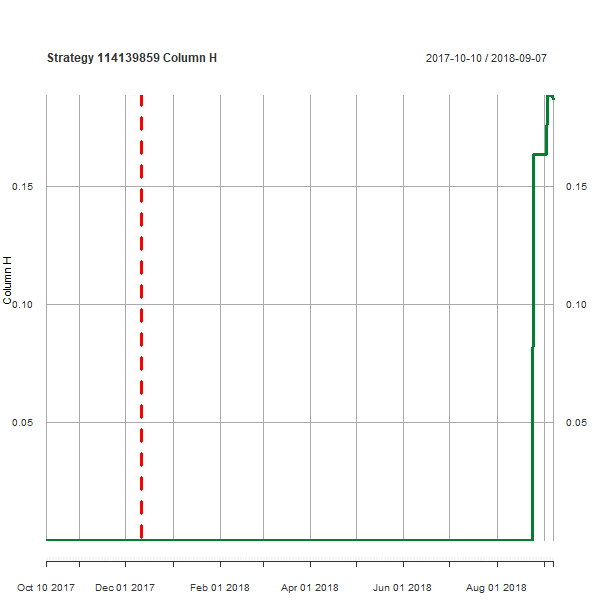 Strategy 114139859 Column H
2017-10-10 / 2018-09-07
0.15
0.15
Column H
0.10
0.10
0.05
0.05
Oct 10 2017
Dec 01 2017
Feb 01 2018
Apr 01 2018
Jun 01 2018
Aug 01 2018